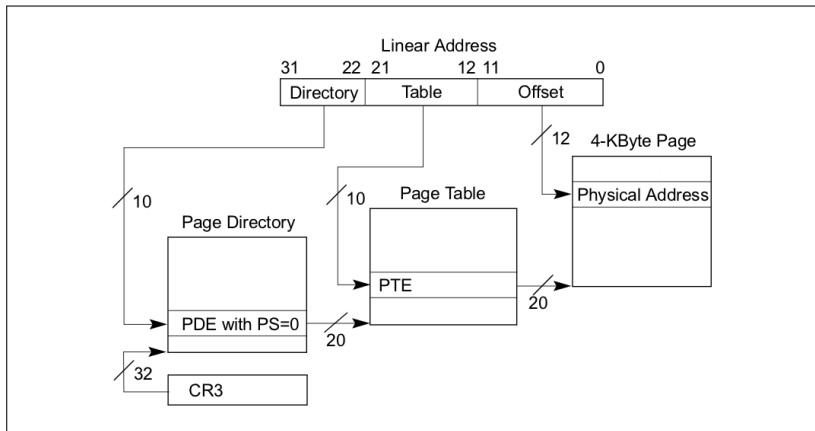 Linear Address
31 22 21 12 11 0
Directory Table Offset
12
4-KByte Page
10
10
Page Table
Physical Address
Page Directory
PTE
20
PDE with PS=0
20
32
CR3